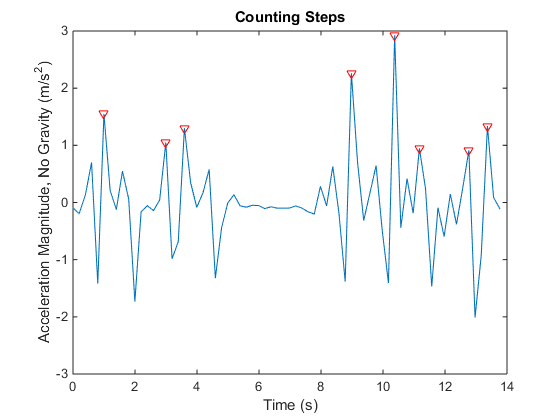 Counting Steps
Acceleration Magnitude, No Gravity (m/s²)
3
2
1
0
-1
-2
-3
0 2 4 6 8 10 12 14
Time (s)